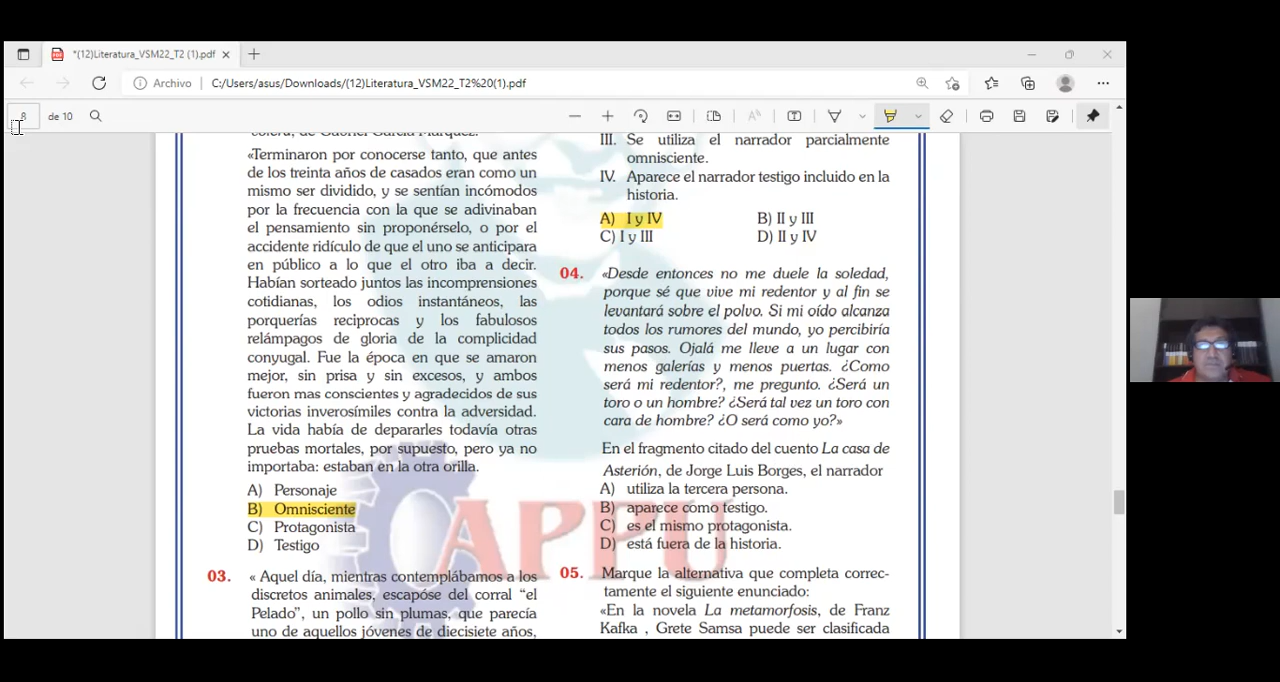 *(12)Literatura_VSM22_T2 (1).pdf
Archivo
C:/Users/asus/Downloads/(12)Literatura_VSM22_T2%20(1).pdf
8
de 10
cólera, de Gabriel García Márquez.
«Terminaron por conocerse tanto, que antes
de los treinta años de casados eran como un
mismo ser dividido, y se sentían incómodos
por la frecuencia con la que se adivinaban
el pensamiento sin proponérselo, o por el
accidente ridículo de que el uno se anticipara
en público a lo que el otro iba a decir.
Habían sorteado juntos las incomprensiones
cotidianas, los odios instantáneos, las
porquerías reciprocas y los fabulosos
relámpagos de gloria de la complicidad
conyugal. Fue la época en que se amaron
mejor, sin prisa y sin excesos, y ambos
fueron mas conscientes y agradecidos de sus
victorias inverosímiles contra la adversidad.
La vida había de depararles todavía otras
pruebas mortales, por supuesto, pero ya no
importaba: estaban en la otra orilla.
A) Personaje
B) Omnisciente
C) Protagonista
D) Testigo
03. « Aquel día, mientras contemplábamos a los
discretos animales, escapóse del corral “el
Pelado”, un pollo sin plumas, que parecía
uno de aquellos jóvenes de diecisiete años,
III. Se utiliza el narrador parcialmente
omnisciente.
IV. Aparece el narrador testigo incluido en la
historia.
A) I y IV
B) II y III
C) I y III
D) II y IV
04. «Desde entonces no me duele la soledad,
porque sé que vive mi redentor y al fin se
levantará sobre el polvo. Si mi oído alcanza
todos los rumores del mundo, yo percibiría
sus pasos. Ojalá me lleve a un lugar con
menos galerías y menos puertas. ¿Como
será mi redentor?, me pregunto. ¿Será un
toro o un hombre? ¿Será tal vez un toro con
cara de hombre? ¿O será como yo?»
En el fragmento citado del cuento La casa de
Asterión, de Jorge Luis Borges, el narrador
A) utiliza la tercera persona.
B) aparece como testigo.
C) es el mismo protagonista.
D) está fuera de la historia.
05. Marque la alternativa que completa correc-
tamente el siguiente enunciado:
«En la novela La metamorfosis, de Franz
Kafka , Grete Samsa puede ser clasificada
APPU